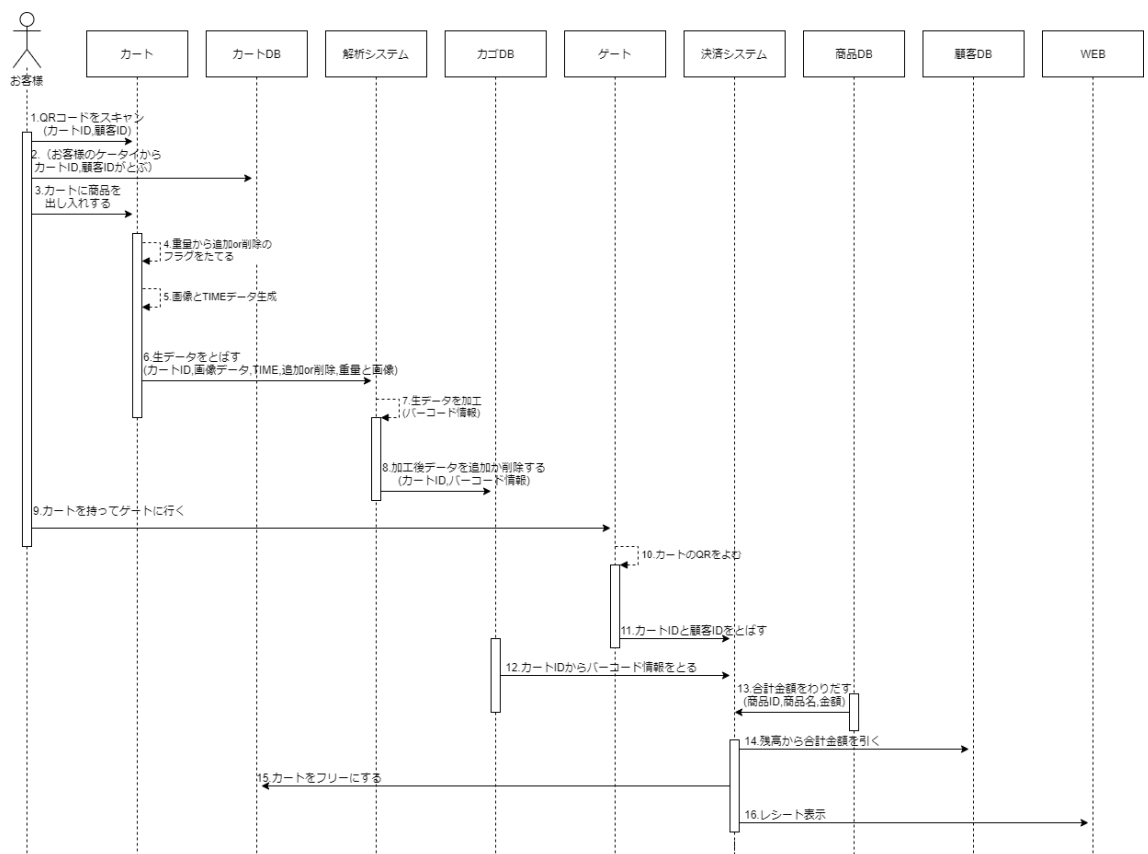 お客様
カート
カートDB
解析システム
カゴDB
ゲート
決済システム
商品DB
顧客DB
WEB
1.QRコードをスキャン
(カートID,顧客ID)
2.（お客様のケータイから
カートID,顧客IDがとぶ）
3.カートに商品を
出し入れする
4.重量から追加or削除の
フラグをたてる
5.画像とTIMEデータ生成
6.生データをとばす
(カートID,画像データ,TIME,追加or削除,重量と画像)
7.生データを加工
(バーコード情報)
8.加工後データを追加か削除する
(カートID,バーコード情報)
9.カートを持ってゲートに行く
10.カートのQRをよむ
11.カートIDと顧客IDをとばす
12.カートIDからバーコード情報をとる
13.合計金額をわりだす
(商品ID,商品名,金額)
14.残高から合計金額を引く
15.カートをフリーにする
16.レシート表示